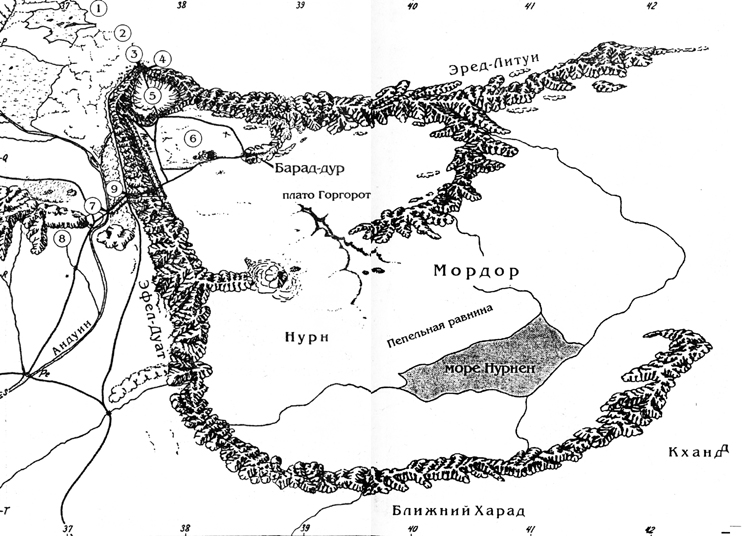 37
38
39
40
41
42
1
2
3
4
Эред-Литуи
5
6
Барад-дур
плато Горгорот
9
7
8
Мордор
Эфел-Дуат
Пепельная равнина
Нурн
Андуин
море Нурнен
Кханд
Ближний Харад
37
38
39
40
41
42